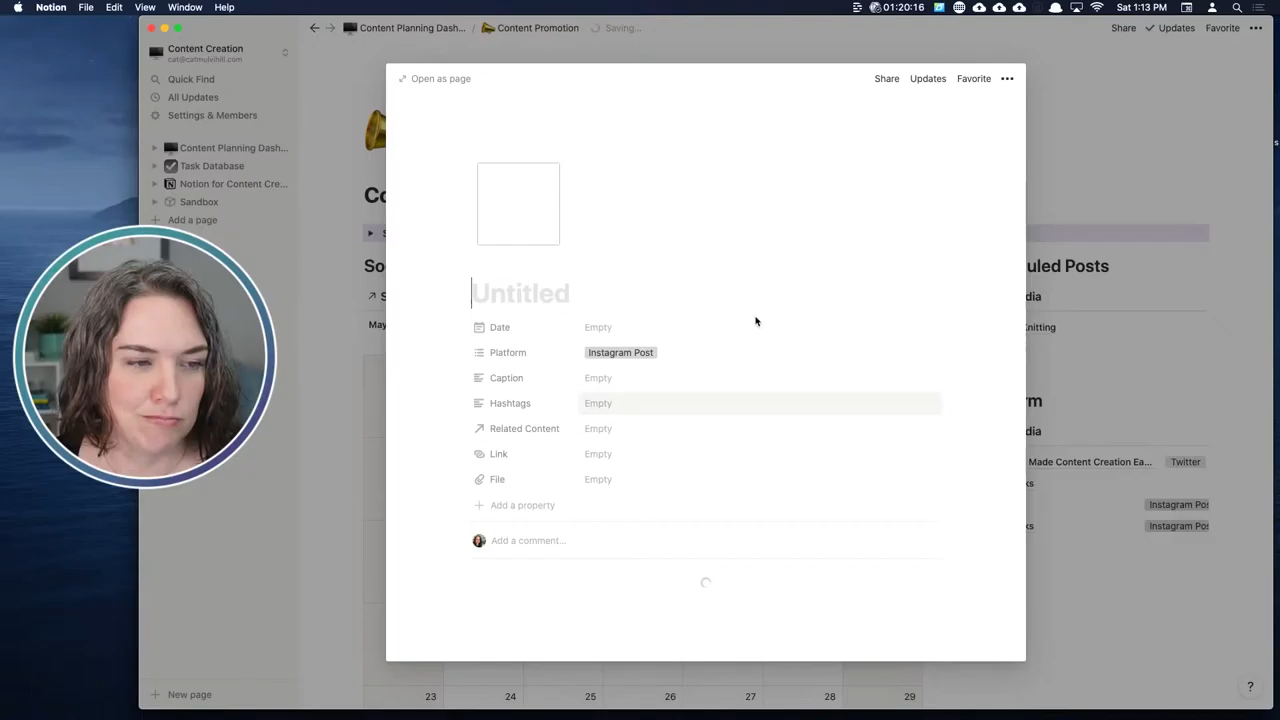 Notion File Edit View Window Help
01:20:16
Sat 1:13 PM
Content Creation
cat@catmulvihill.com
Quick Find
All Updates
Settings & Members
Content Planning Dash...
Task Database
Notion for Content Cre...
Sandbox
Add a page
New page
Content Planning Dash... / Content Promotion Saving...
Share Updates Favorite
Co
So
May
23 24 25 26 27 28 29
Open as page
Share Updates Favorite
Untitled
Date Empty
Platform Instagram Post
Caption Empty
Hashtags Empty
Related Content Empty
Link Empty
File Empty
Add a property
Add a comment...
uled Posts
dia
Knitting
rm
dia
Made Content Creation Ea... Twitter
ks
Instagram Pos
ks Instagram Pos
?